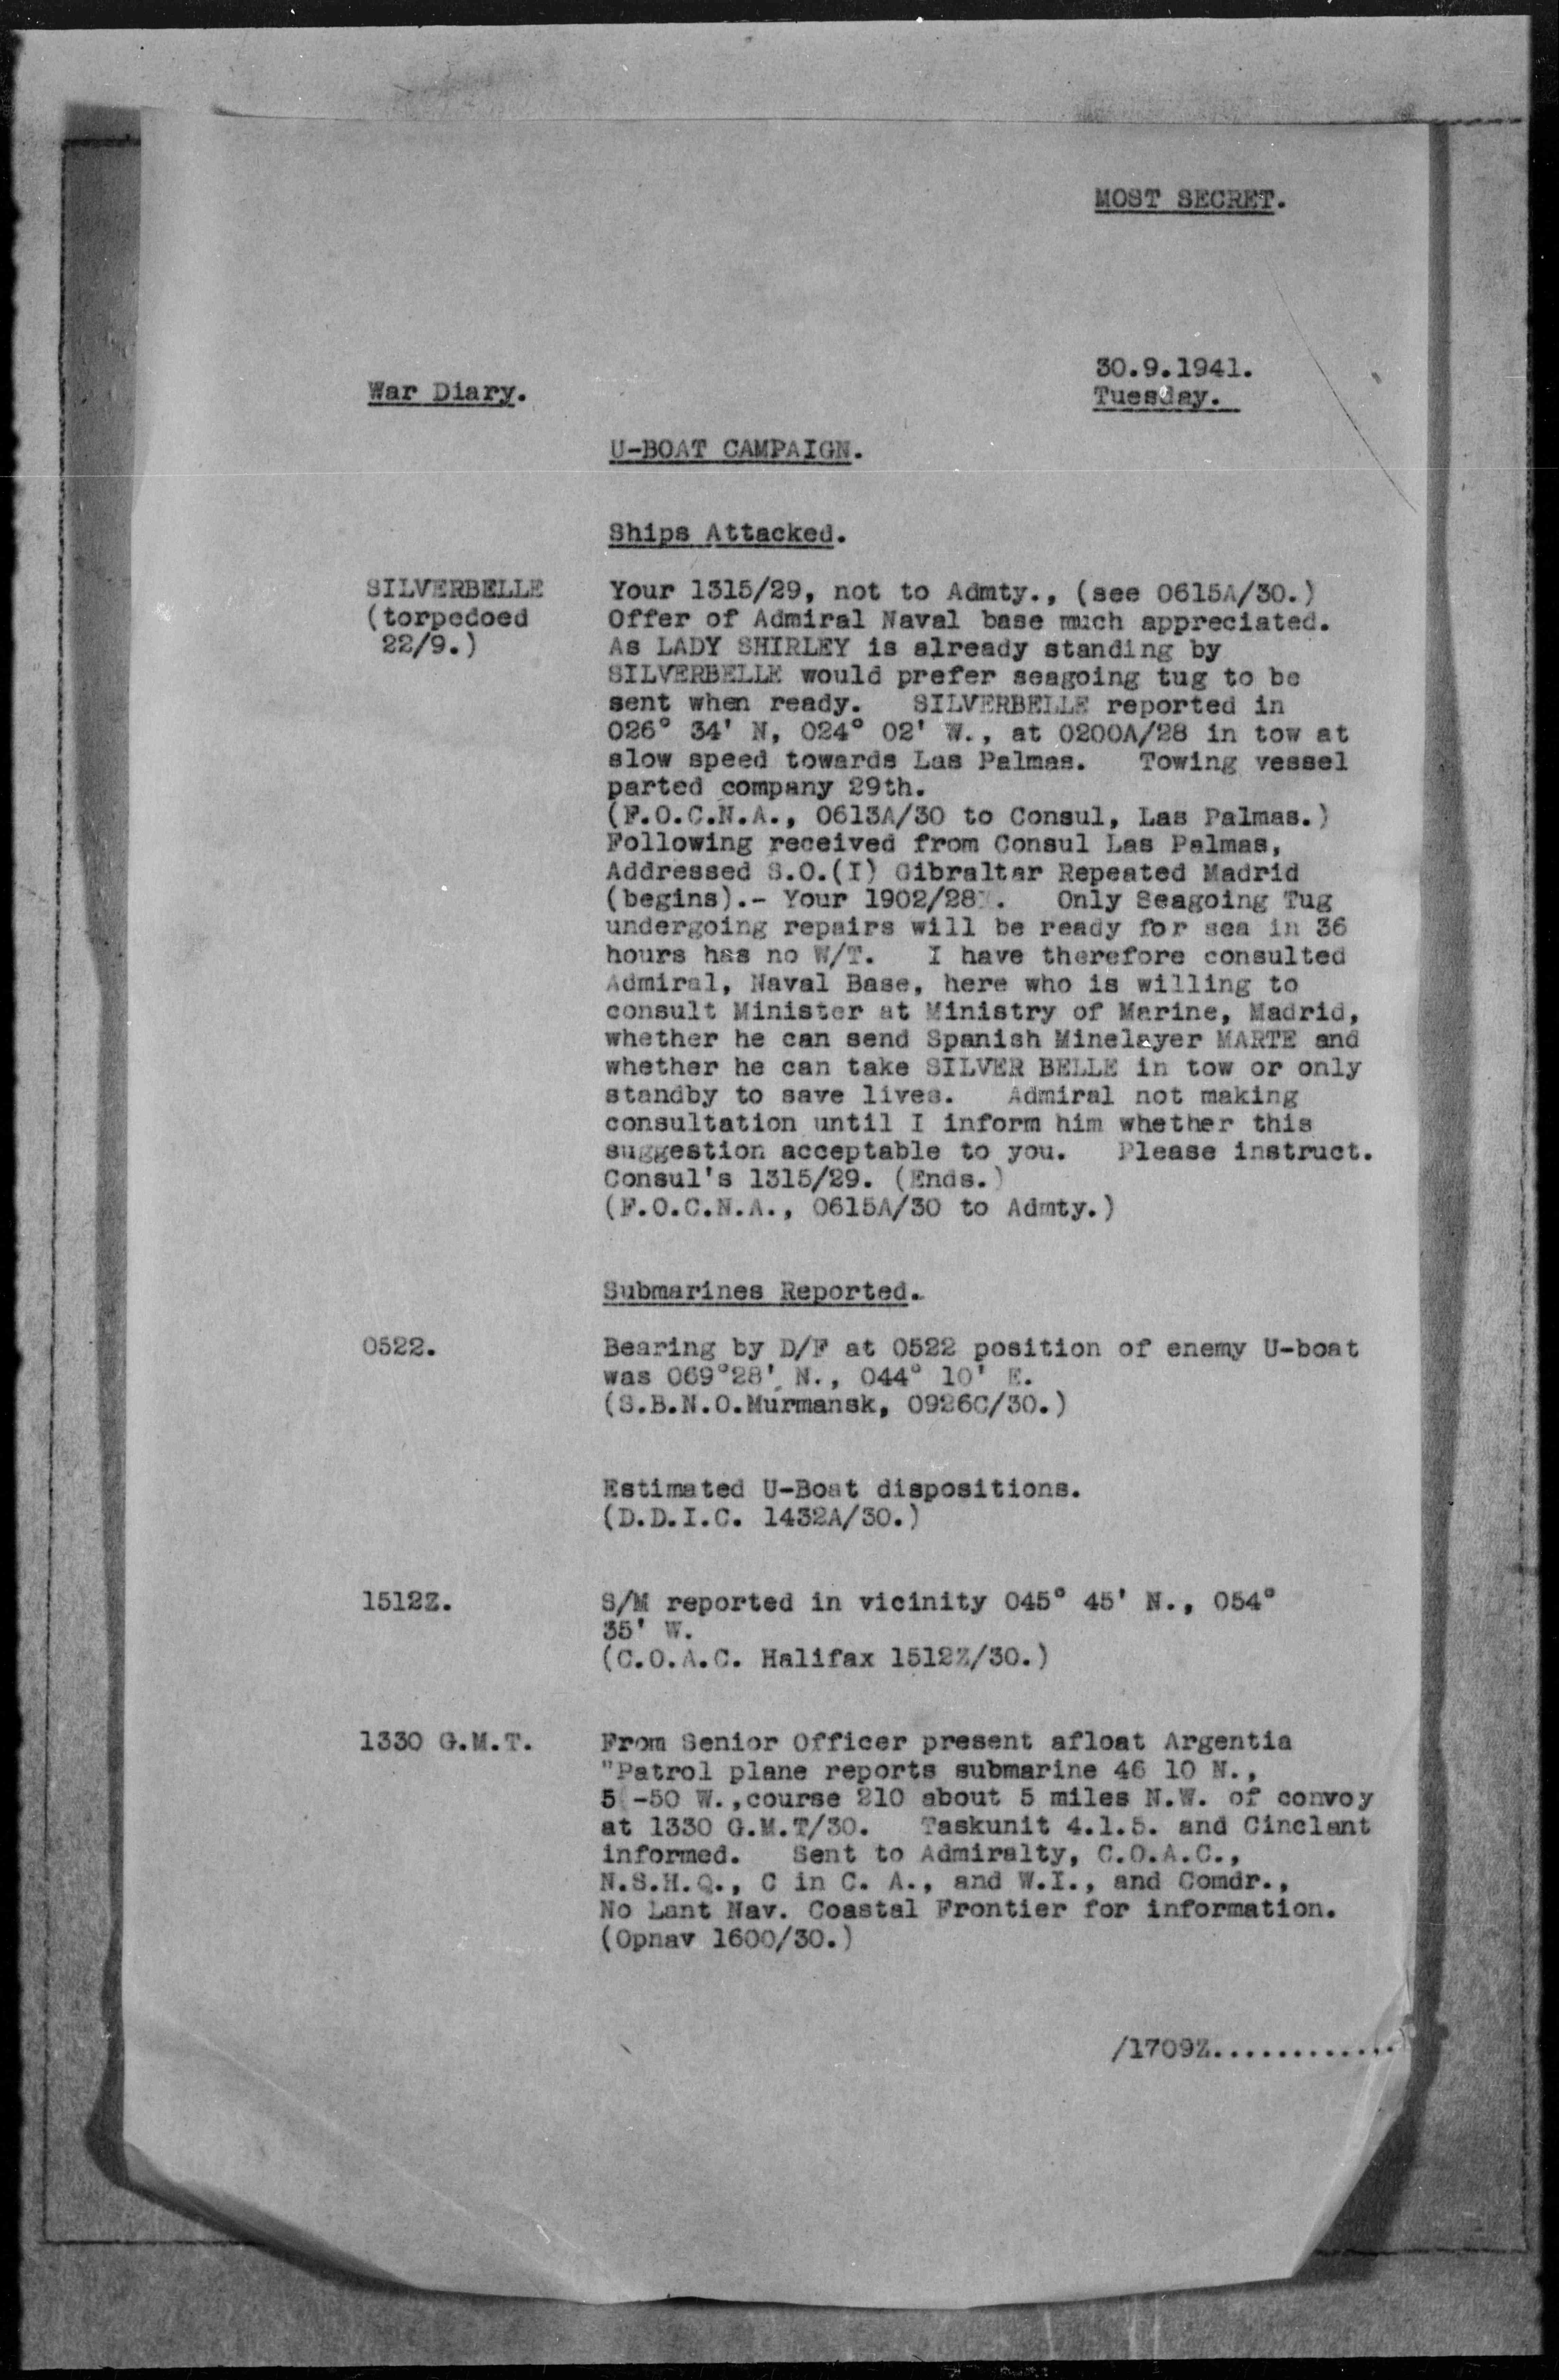 MOST SECRET.
30.9.1941.
War Diary.
Tuesday.
U-BOAT CAMPAIGN.
Ships Attacked.
SILVERBELLE
(torpedoed
22/9.)
Your 1315/29, not to Admty., (see 0615A/30.)
Offer of Admiral Naval base much appreciated.
As LADY SHIRLEY is already standing by
SILVERBELLE would prefer seagoing tug to be
sent when ready. SILVERBELLE reported in
026° 34' N, 024° 02' W., at 0200A/28 in tow at
slow speed towards Las Palmas. Towing vessel
parted company 29th.
(F.O.C.N.A., 0613A/30 to Consul, Las Palmas.)
Following received from Consul Las Palmas,
Addressed S.O.(I) Gibraltar Repeated Madrid
(begins).- Your 1902/28. Only Seagoing Tug
undergoing repairs will be ready for sea in 36
hours has no W/T. I have therefore consulted
Admiral, Naval Base, here who is willing to
consult Minister at Ministry of Marine, Madrid,
whether he can send Spanish Minelayer MARTE and
whether he can take SILVER BELLE in tow or only
standby to save lives. Admiral not making
consultation until I inform him whether this
suggestion acceptable to you. Please instruct.
Consul's 1315/29. (Ends.)
(F.O.C.N.A., 0615A/30 to Admty.)
Submarines Reported.
0522.
Bearing by D/F at 0522 position of enemy U-boat
was 069°28' N., 044° 10' E.
(S.B.N.O.Murmansk, 0926C/30.)
Estimated U-Boat dispositions.
(D.D.I.C. 1432A/30.)
1512Z.
S/M reported in vicinity 045° 45' N., 054°
35' W.
(C.O.A.C. Halifax 1512Z/30.)
1330 G.M.T.
From Senior Officer present afloat Argentia
"Patrol plane reports submarine 46 10 N.,
W.,course 210 about 5 miles N.W. of convoy
at 1330 G.M.T/30. Taskunit 4.1.5. and Cinclant
informed. Sent to Admiralty, C.O.A.C.,
N.S.H.Q., C in C. A., and W.I., and Comdr.,
No Lant Nav. Coastal Frontier for information.
(Opnav 1600/30.)
/1709Z.............